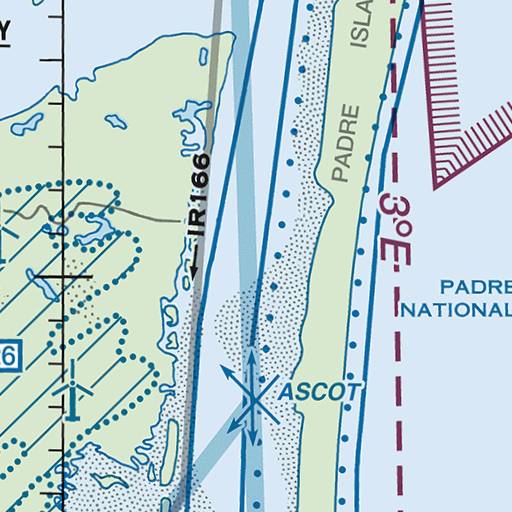 Y
ISLA
PADRE
IR166
3°E
PADRE
NATIONAL
6
ASCOT